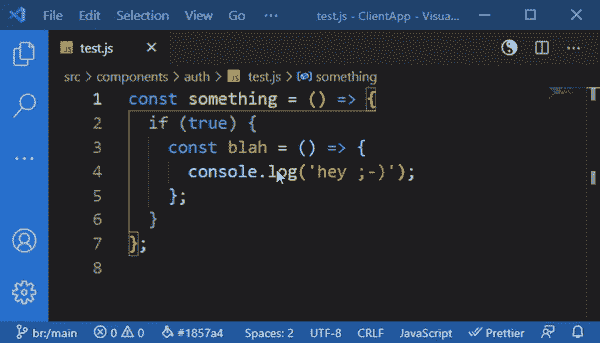 File Edit Selection View Go ··· test.js - ClientApp - Visua...
JS test.js
src > components > auth > JS test.js > something
1 const something = () => {
2 if (true) {
3 const blah = () => {
4 console.log('hey ;-)');
5 };
6 }
7 };
8
br:/main 0 0 #1857a4 Spaces: 2 UTF-8 CRLF JavaScript Prettier